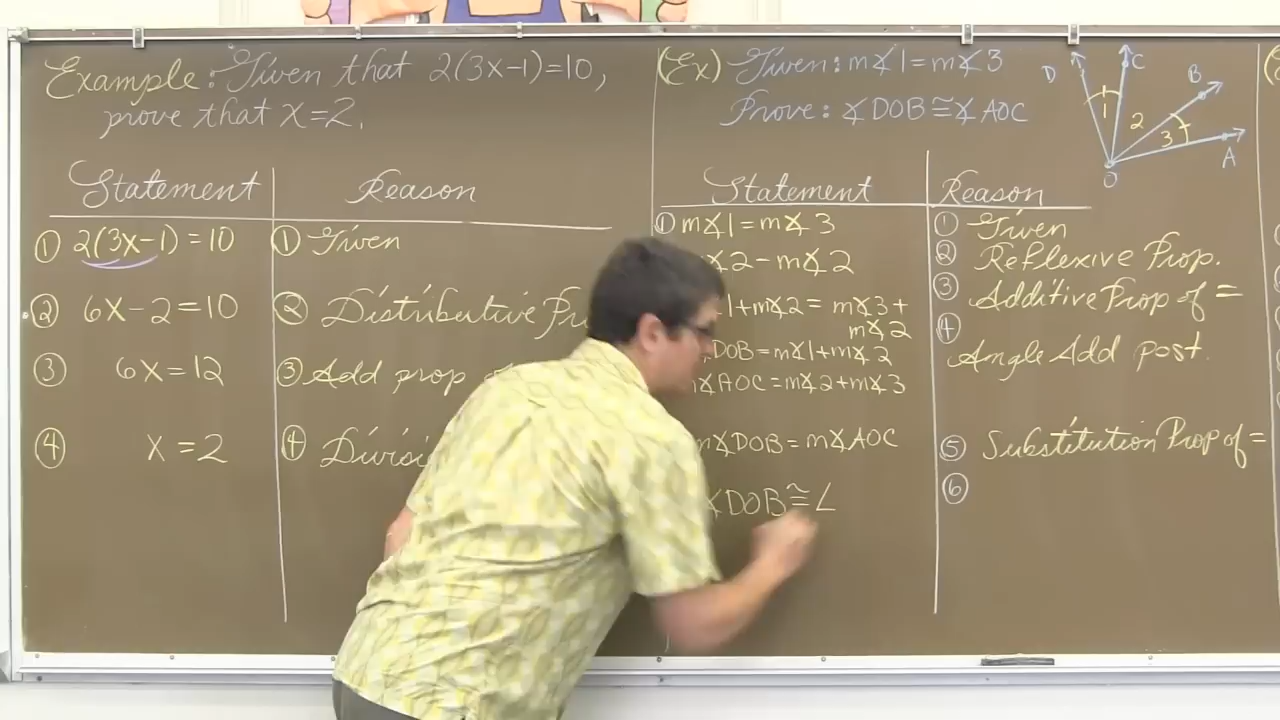 Example: Given that 2(3x-1)=10,
prove that x=2.
Statement
Reason
① 2(3x-1) = 10
① Given
② 6x-2=10
② Distributive
③ 6x=12
③ Add prop
④ x=2
④
(Ex) Given: m∡1=m∡3
Prove: ∡DOB≅∡AOC
D
C
B
A
O
1
2
3
Statement
Reason
① m∡1=m∡3
① Given
∡2-m∡2
② Reflexive Prop.
1+m∡2= m∡3+
m∡2
③ Additive Prop of =
DOB=m∡1+m∡2
m∡AOC=m∡2+m∡3
④
Angle Add post.
m∡DOB=m∡AOC
⑤ Substitution Prop of =
∡DOB≅∠
⑥